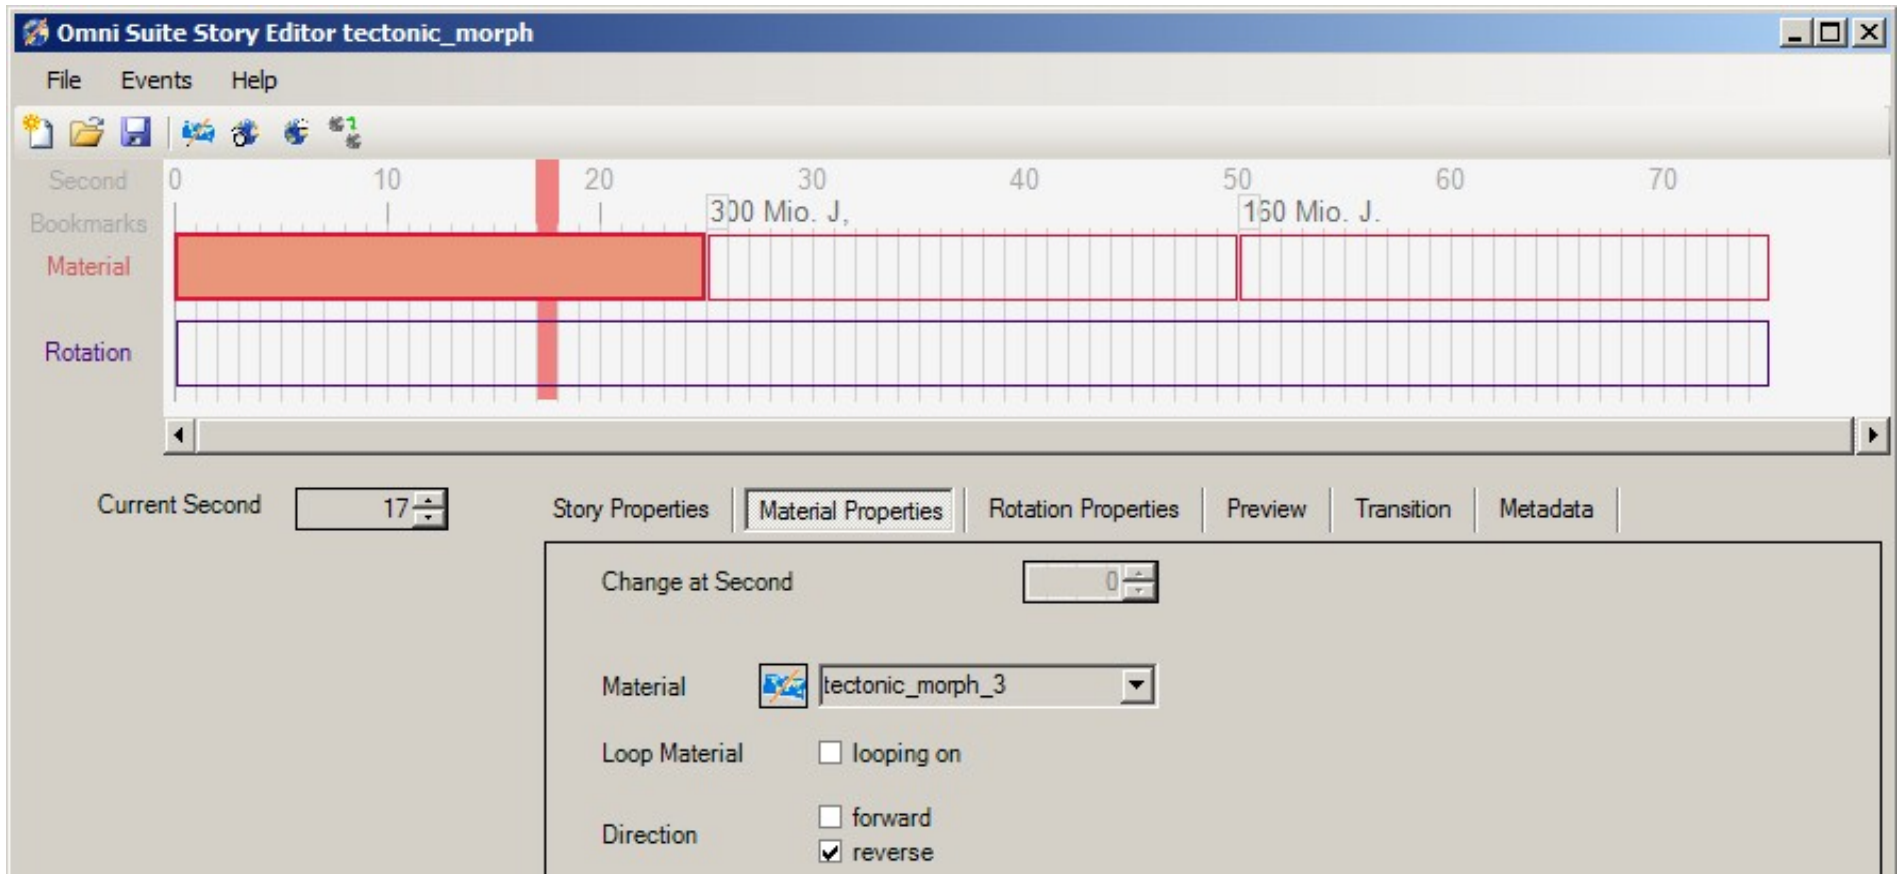 Omni Suite Story Editor tectonic_morph
File Events Help
Second 0 10 20 30 40 50 60 70
Bookmarks 300 Mio. J, 160 Mio. J.
Material
Rotation
Current Second 17
Story Properties Material Properties Rotation Properties Preview Transition Metadata
Change at Second 0
Material tectonic_morph_3
Loop Material looping on
Direction forward
reverse